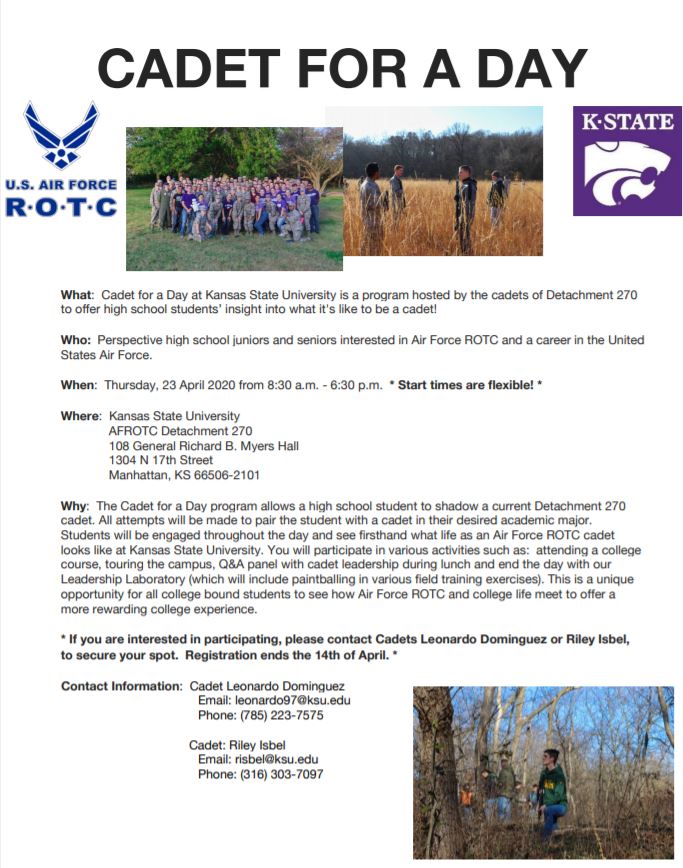 CADET FOR A DAY
U.S. AIR FORCE
R·O·T·C
K·STATE
What: Cadet for a Day at Kansas State University is a program hosted by the cadets of Detachment 270
to offer high school students’ insight into what it's like to be a cadet!
Who: Perspective high school juniors and seniors interested in Air Force ROTC and a career in the United
States Air Force.
When: Thursday, 23 April 2020 from 8:30 a.m. - 6:30 p.m. * Start times are flexible! *
Where: Kansas State University
AFROTC Detachment 270
108 General Richard B. Myers Hall
1304 N 17th Street
Manhattan, KS 66506-2101
Why: The Cadet for a Day program allows a high school student to shadow a current Detachment 270
cadet. All attempts will be made to pair the student with a cadet in their desired academic major.
Students will be engaged throughout the day and see firsthand what life as an Air Force ROTC cadet
looks like at Kansas State University. You will participate in various activities such as: attending a college
course, touring the campus, Q&A panel with cadet leadership during lunch and end the day with our
Leadership Laboratory (which will include paintballing in various field training exercises). This is a unique
opportunity for all college bound students to see how Air Force ROTC and college life meet to offer a
more rewarding college experience.
* If you are interested in participating, please contact Cadets Leonardo Dominguez or Riley Isbel,
to secure your spot. Registration ends the 14th of April. *
Contact Information: Cadet Leonardo Dominguez
Email: leonardo97@ksu.edu
Phone: (785) 223-7575
Cadet: Riley Isbel
Email: risbel@ksu.edu
Phone: (316) 303-7097